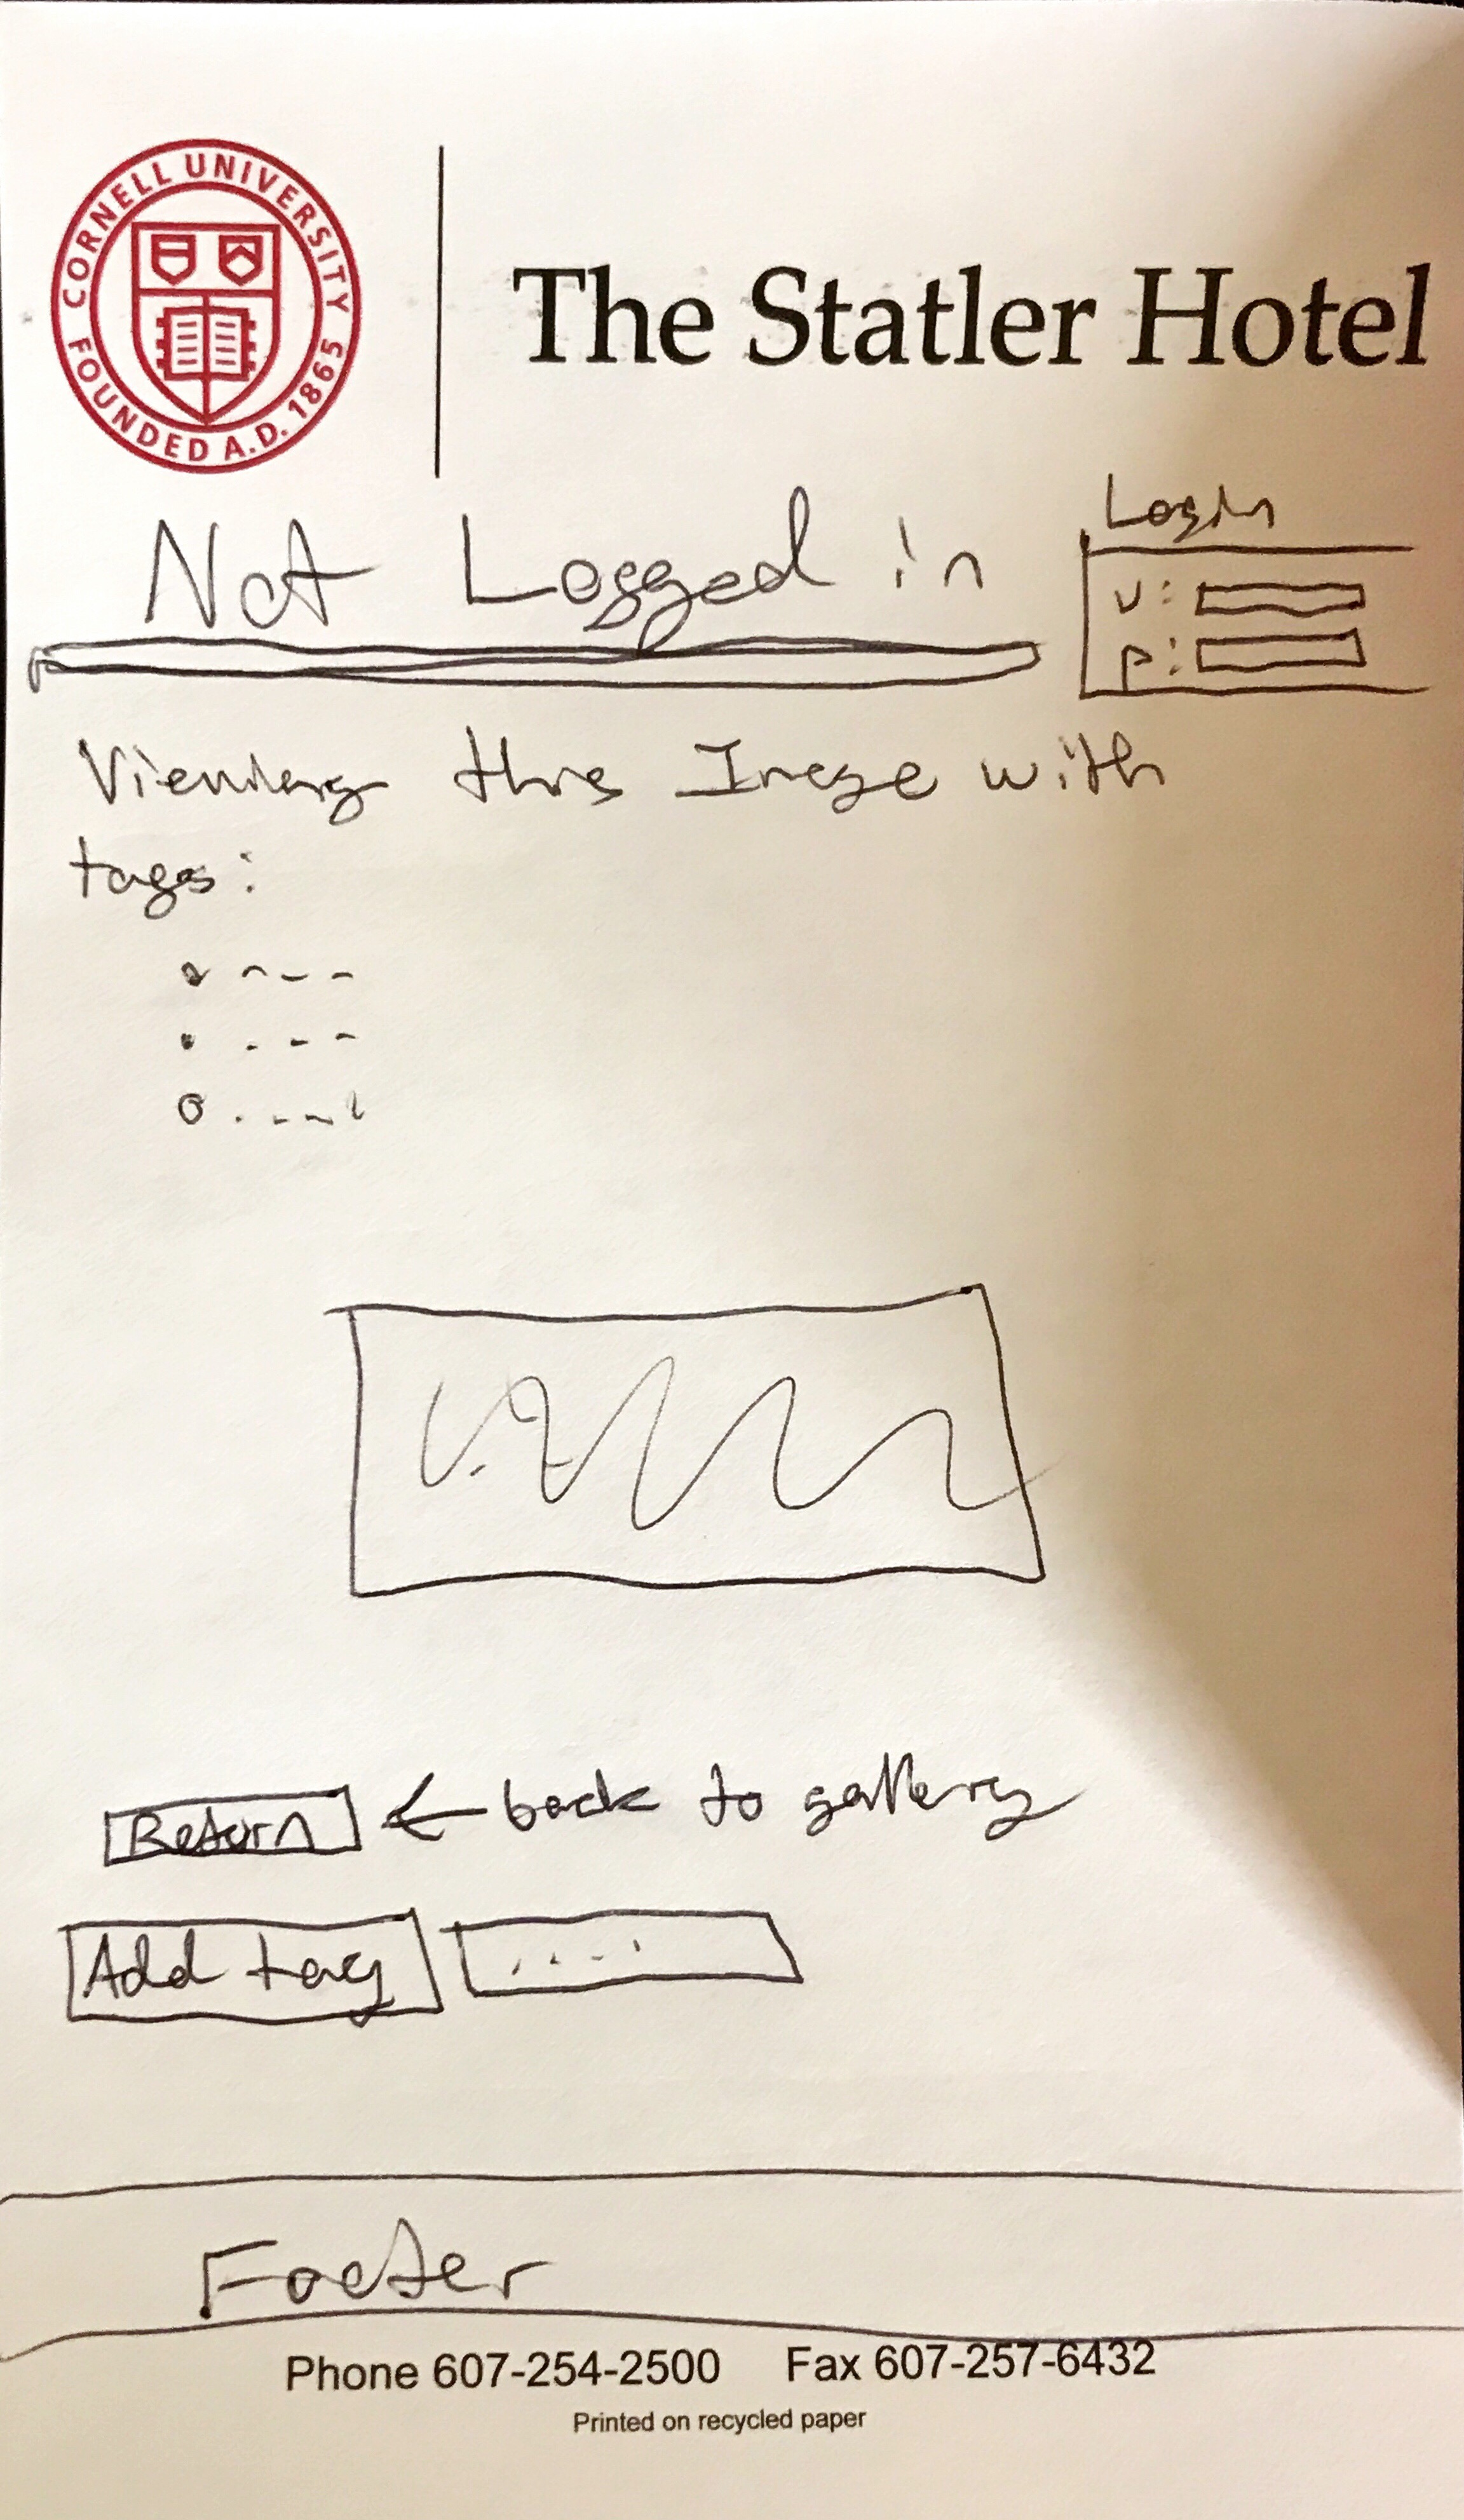 CORNELL UNIVERSITY
FOUNDED A.D. 1865
The Statler Hotel
Not Logged in
Login
U:
P:
Viewing this Image with
tags:
Return ← back to gallery
Add tag
Footer
Phone 607-254-2500 Fax 607-257-6432
Printed on recycled paper